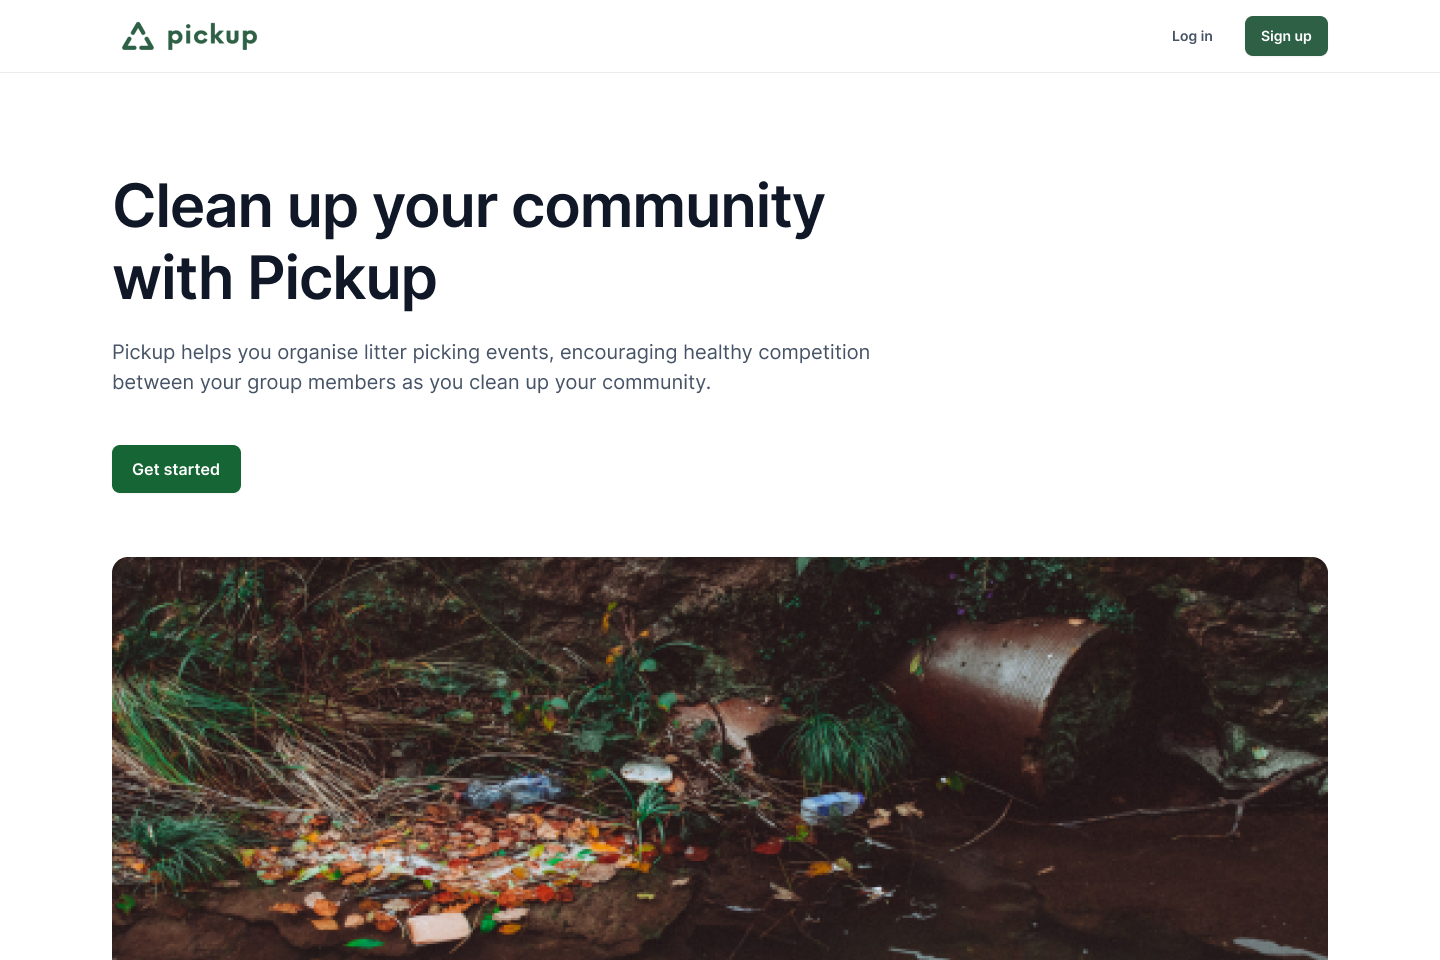 pickup
Log in
Sign up
Clean up your community
with Pickup
Pickup helps you organise litter picking events, encouraging healthy competition
between your group members as you clean up your community.
Get started